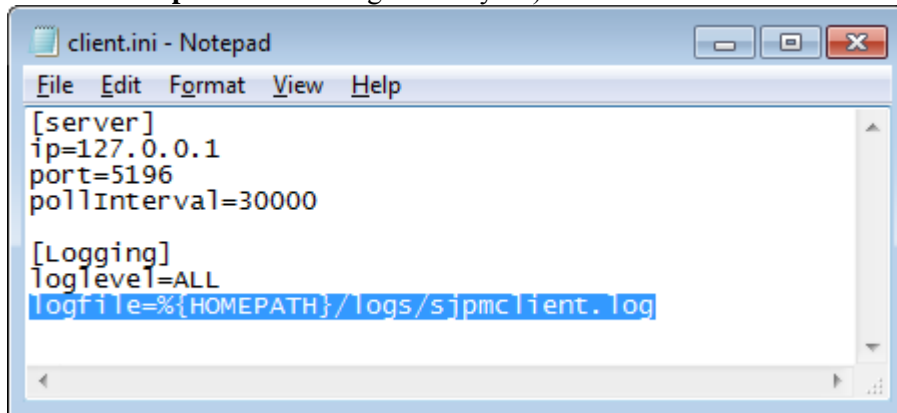 client.ini - Notepad
File Edit Format View Help
[server]
ip=127.0.0.1
port=5196
pollInterval=30000
[Logging]
loglevel=ALL
logfile=%{HOMEPATH}/logs/sjpmclient.log